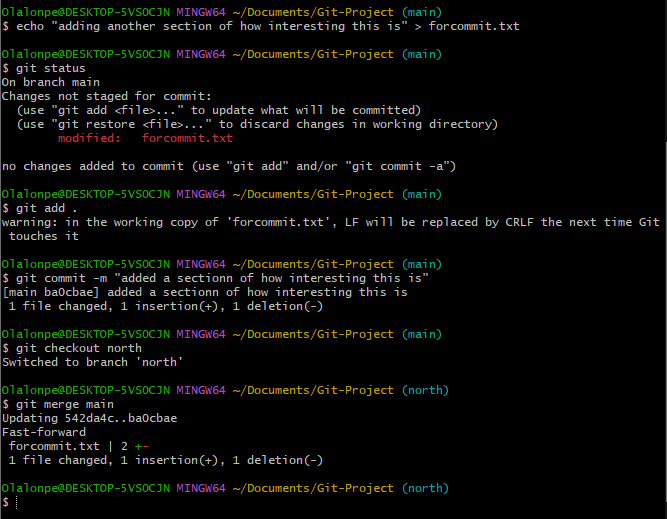 Olalonpe@DESKTOP-5VSOCJN MINGW64 ~/Documents/Git-Project (main)
$ echo "adding another section of how interesting this is" > forcommit.txt
Olalonpe@DESKTOP-5VSOCJN MINGW64 ~/Documents/Git-Project (main)
$ git status
On branch main
Changes not staged for commit:
  (use "git add <file>..." to update what will be committed)
  (use "git restore <file>..." to discard changes in working directory)
        modified:   forcommit.txt
no changes added to commit (use "git add" and/or "git commit -a")
Olalonpe@DESKTOP-5VSOCJN MINGW64 ~/Documents/Git-Project (main)
$ git add .
warning: in the working copy of 'forcommit.txt', LF will be replaced by CRLF the next time Git
 touches it
Olalonpe@DESKTOP-5VSOCJN MINGW64 ~/Documents/Git-Project (main)
$ git commit -m "added a sectionn of how interesting this is"
[main ba0cbae] added a sectionn of how interesting this is
 1 file changed, 1 insertion(+), 1 deletion(-)
Olalonpe@DESKTOP-5VSOCJN MINGW64 ~/Documents/Git-Project (main)
$ git checkout north
Switched to branch 'north'
Olalonpe@DESKTOP-5VSOCJN MINGW64 ~/Documents/Git-Project (north)
$ git merge main
Updating 542da4c..ba0cbae
Fast-forward
 forcommit.txt | 2 +-
 1 file changed, 1 insertion(+), 1 deletion(-)
Olalonpe@DESKTOP-5VSOCJN MINGW64 ~/Documents/Git-Project (north)
$